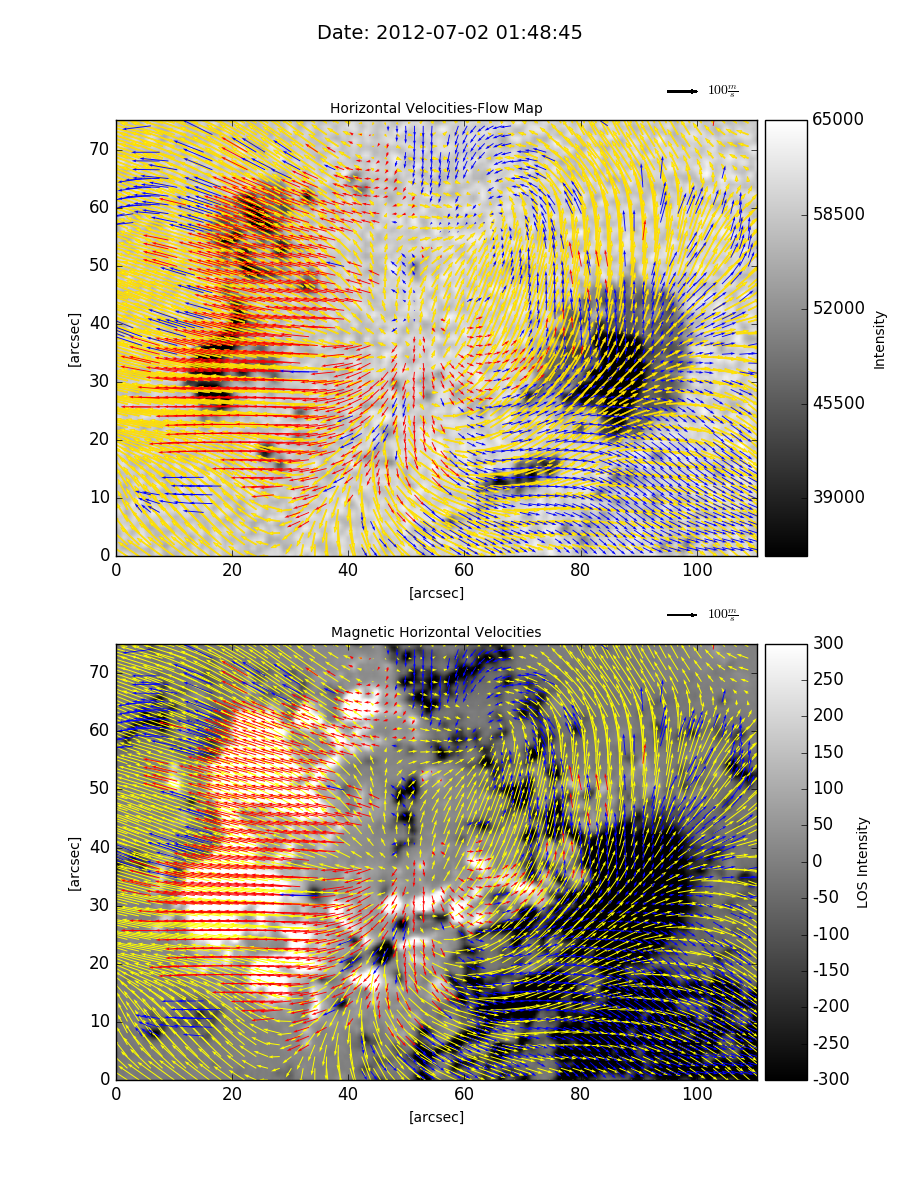 Date: 2012-07-02 01:48:45
100 m/s
Horizontal Velocities-Flow Map
70
60
50
40
30
20
10
0
[arcsec]
0 20 40 60 80 100
[arcsec]
65000
58500
52000
45500
39000
Intensity
100 m/s
Magnetic Horizontal Velocities
70
60
50
40
30
20
10
0
[arcsec]
0 20 40 60 80 100
[arcsec]
300
250
200
150
100
50
0
-50
-100
-150
-200
-250
-300
LOS Intensity